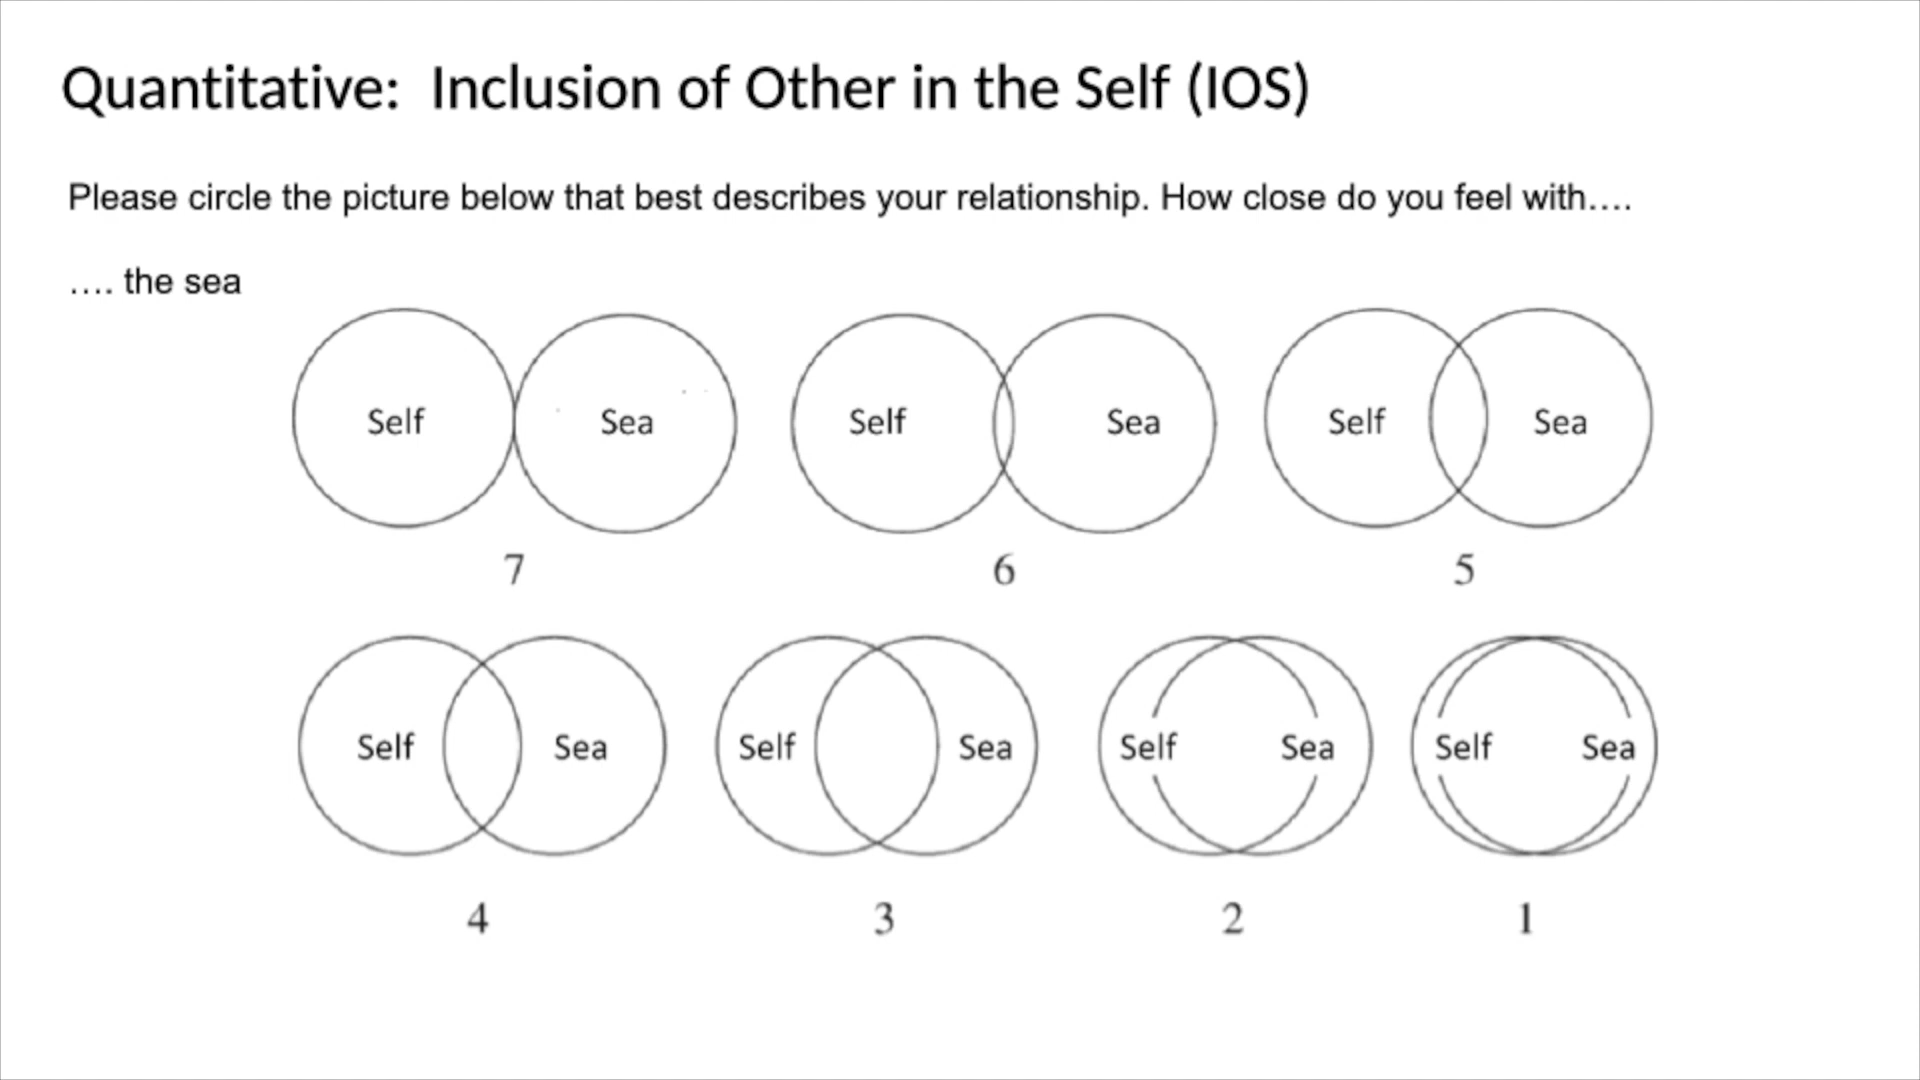 Quantitative:  Inclusion of Other in the Self (IOS)
Please circle the picture below that best describes your relationship. How close do you feel with....
.... the sea
Self Sea Self Sea Self Sea
7 6 5
Self Sea Self Sea Self Sea Self Sea
4 3 2 1